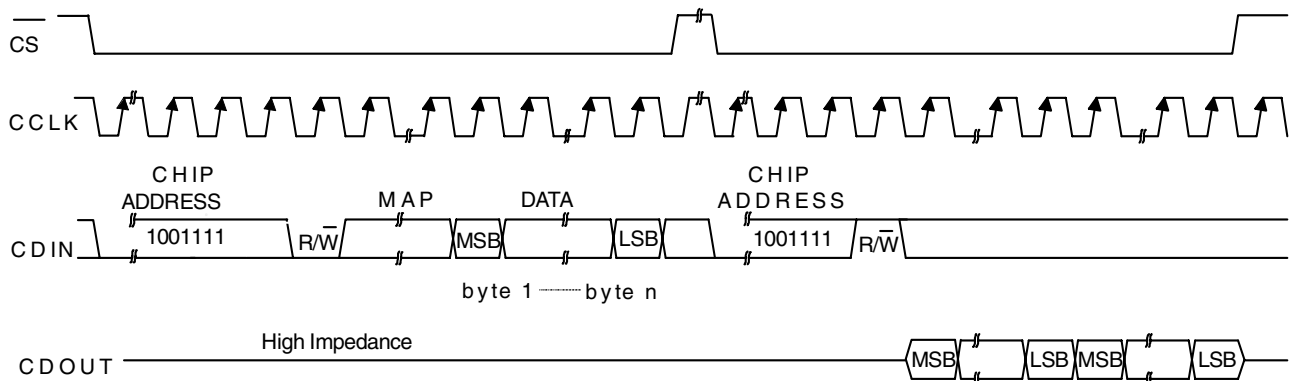 CS
CCLK
CHIP
ADDRESS
MAP
DATA
CHIP
ADDRESS
CDIN
1001111
R/W
MSB
LSB
1001111
R/W
byte 1 byte n
High Impedance
CDOUT
MSB
LSB
MSB
LSB